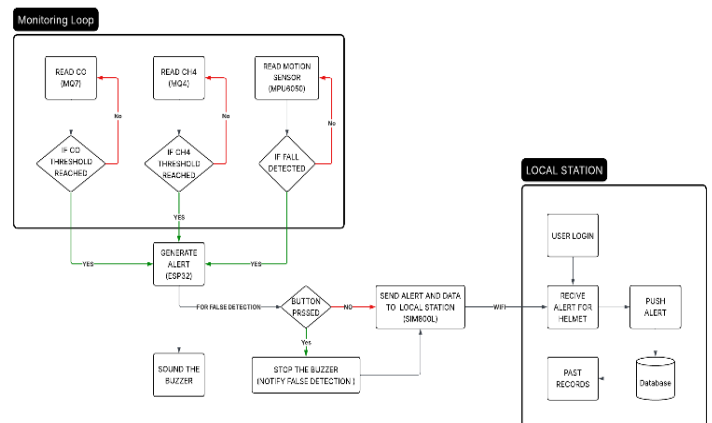 Monitoring Loop
READ CO
(MQ7)
READ CH4
(MQ4)
READ MOTION
SENSOR
(MPU6050)
No
No
No
IF CO
THRESHOLD
REACHED
IF CH4
THRESHOLD
REACHED
IF FALL
DETECTED
YES
YES
YES
GENERATE
ALERT
(ESP32)
FOR FALSE DETECTION
BUTTON
PRSSED
NO
Yes
SEND ALERT AND DATA
TO LOCAL STATION
(SIM800L)
WIFI
SOUND THE
BUZZER
STOP THE BUZZER
(NOTIFY FALSE DETECTION )
LOCAL STATION
USER LOGIN
RECIVE
ALERT FOR
HELMET
PUSH
ALERT
PAST
RECORDS
Database